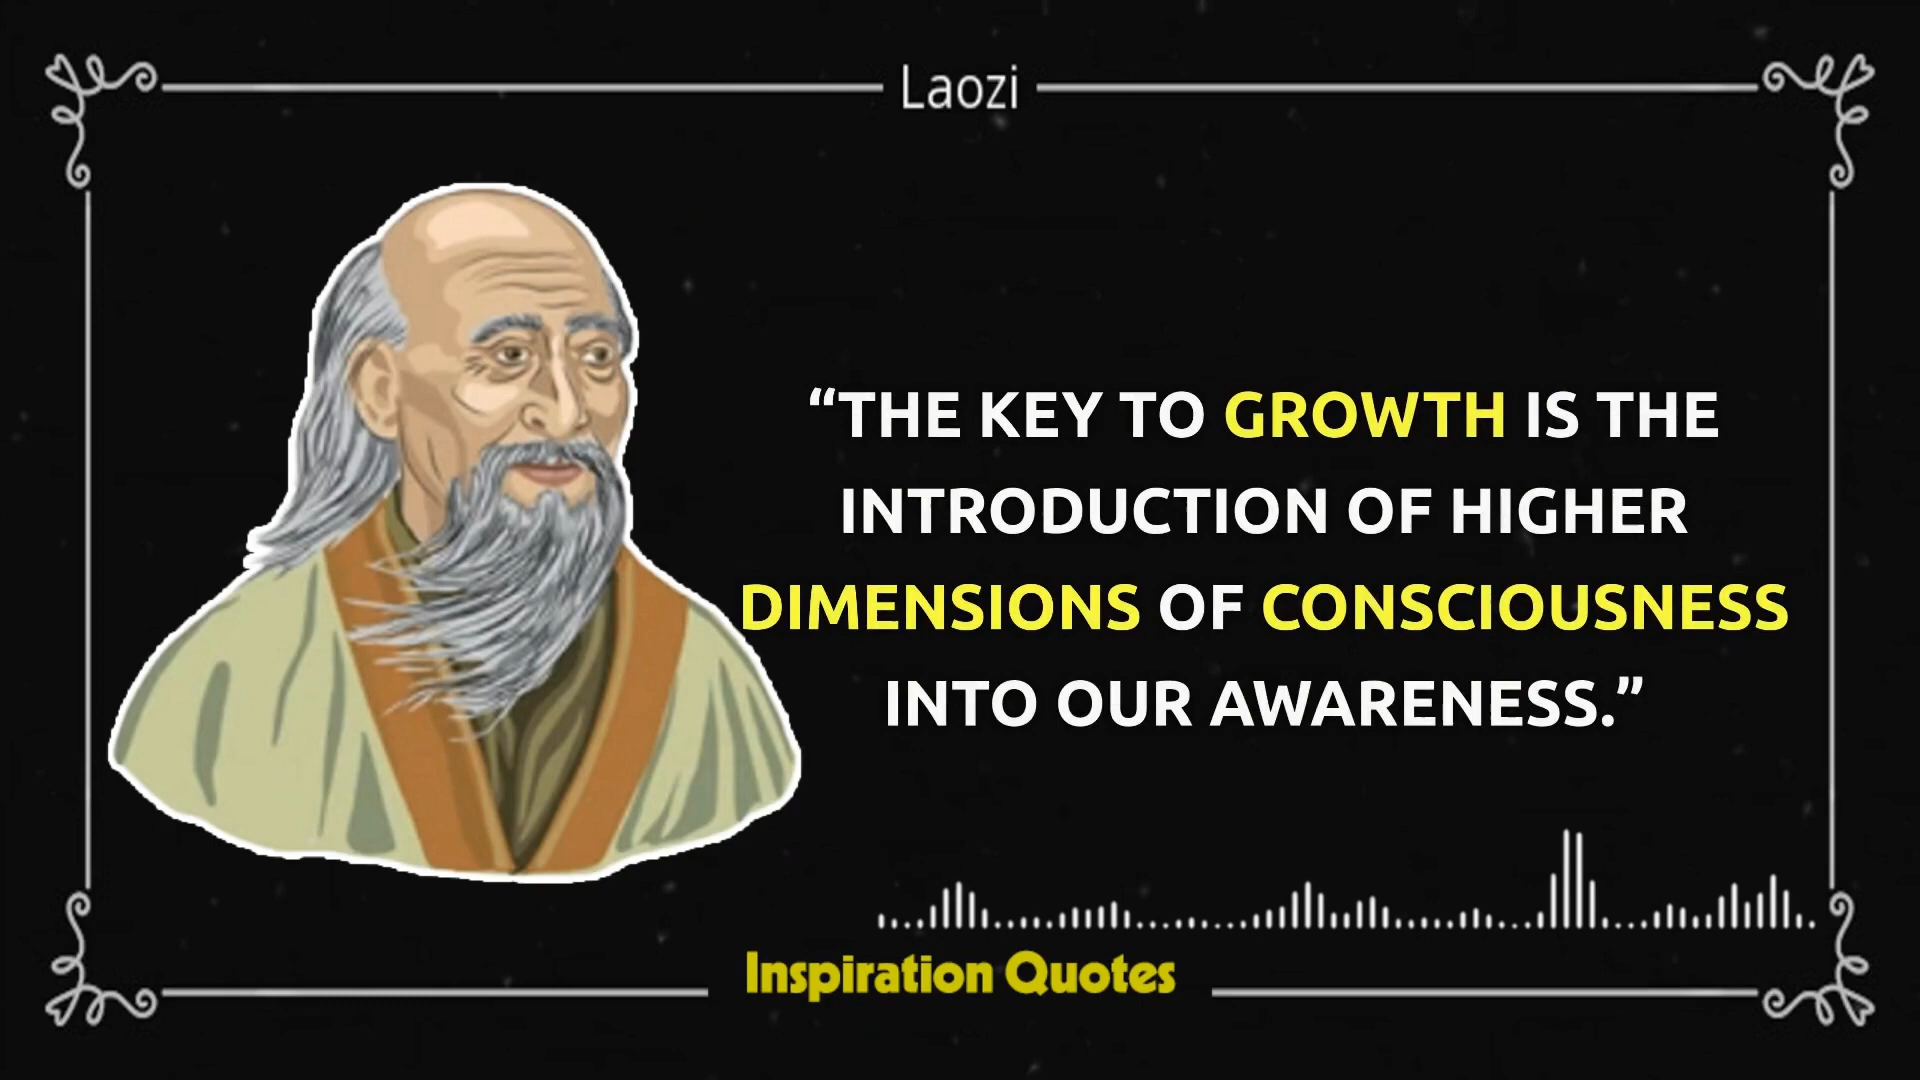 Laozi
“THE KEY TO GROWTH IS THE
INTRODUCTION OF HIGHER
DIMENSIONS OF CONSCIOUSNESS
INTO OUR AWARENESS.”
Inspiration Quotes